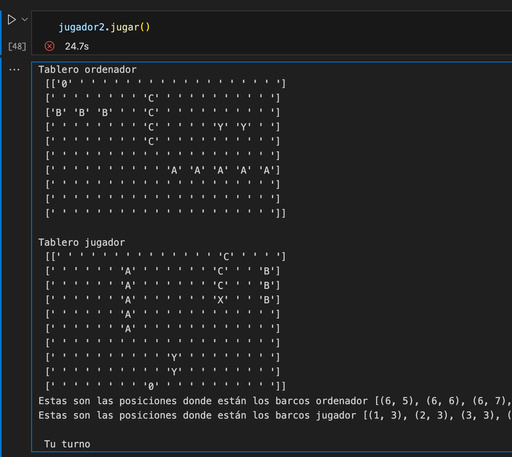 jugador2.jugar()
[48]
24.7s
...
Tablero ordenador
[['0' ' ' ' ' ' ' ' ' ' ' ' ' ' ' ' ' ' ']
[' ' ' ' ' ' ' ' 'C' ' ' ' ' ' ' ' ' ' ']
['B' 'B' 'B' ' ' 'C' ' ' ' ' ' ' ' ' ' ']
[' ' ' ' ' ' ' ' 'C' ' ' ' ' 'Y' 'Y' ' ']
[' ' ' ' ' ' ' ' 'C' ' ' ' ' ' ' ' ' ' ']
[' ' ' ' ' ' ' ' ' ' ' ' ' ' ' ' ' ' ' ']
[' ' ' ' ' ' ' ' ' ' 'A' 'A' 'A' 'A' 'A']
[' ' ' ' ' ' ' ' ' ' ' ' ' ' ' ' ' ' ' ']
[' ' ' ' ' ' ' ' ' ' ' ' ' ' ' ' ' ' ' ']
[' ' ' ' ' ' ' ' ' ' ' ' ' ' ' ' ' ' ' ']]
Tablero jugador
[[' ' ' ' ' ' ' ' ' ' ' ' ' ' 'C' ' ' ' ']
[' ' ' ' ' ' 'A' ' ' ' ' ' ' 'C' ' ' 'B']
[' ' ' ' ' ' 'A' ' ' ' ' ' ' 'C' ' ' 'B']
[' ' ' ' ' ' 'A' ' ' ' ' ' ' 'X' ' ' 'B']
[' ' ' ' ' ' 'A' ' ' ' ' ' ' ' ' ' ' ' ']
[' ' ' ' ' ' 'A' ' ' ' ' ' ' ' ' ' ' ' ']
[' ' ' ' ' ' ' ' ' ' ' ' ' ' ' ' ' ' ' ']
[' ' ' ' ' ' ' ' ' ' 'Y' ' ' ' ' ' ' ' ']
[' ' ' ' ' ' ' ' ' ' 'Y' ' ' ' ' ' ' ' ']
[' ' ' ' ' ' ' ' '0' ' ' ' ' ' ' ' ' ' ']]
Estas son las posiciones donde están los barcos ordenador [(6, 5), (6, 6), (6, 7),
Estas son las posiciones donde están los barcos jugador [(1, 3), (2, 3), (3, 3), (
Tu turno